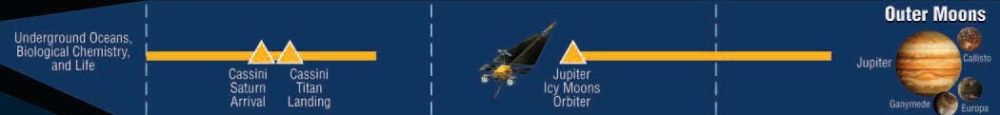 Underground Oceans,
Biological Chemistry,
and Life
Cassini
Saturn
Arrival
Cassini
Titan
Landing
Jupiter
Icy Moons
Orbiter
Outer Moons
Jupiter
Callisto
Ganymede
Europa